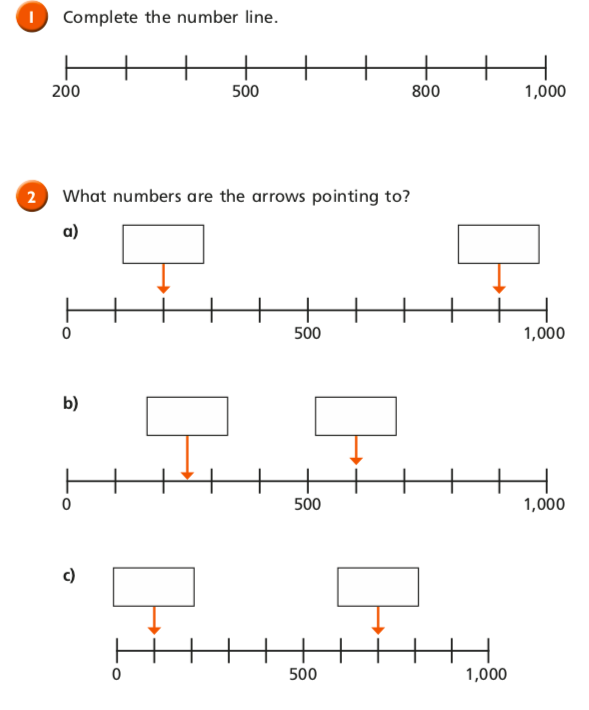 1 Complete the number line.
200 500 800 1,000
2 What numbers are the arrows pointing to?
a)
0 500 1,000
b)
0 500 1,000
c)
0 500 1,000